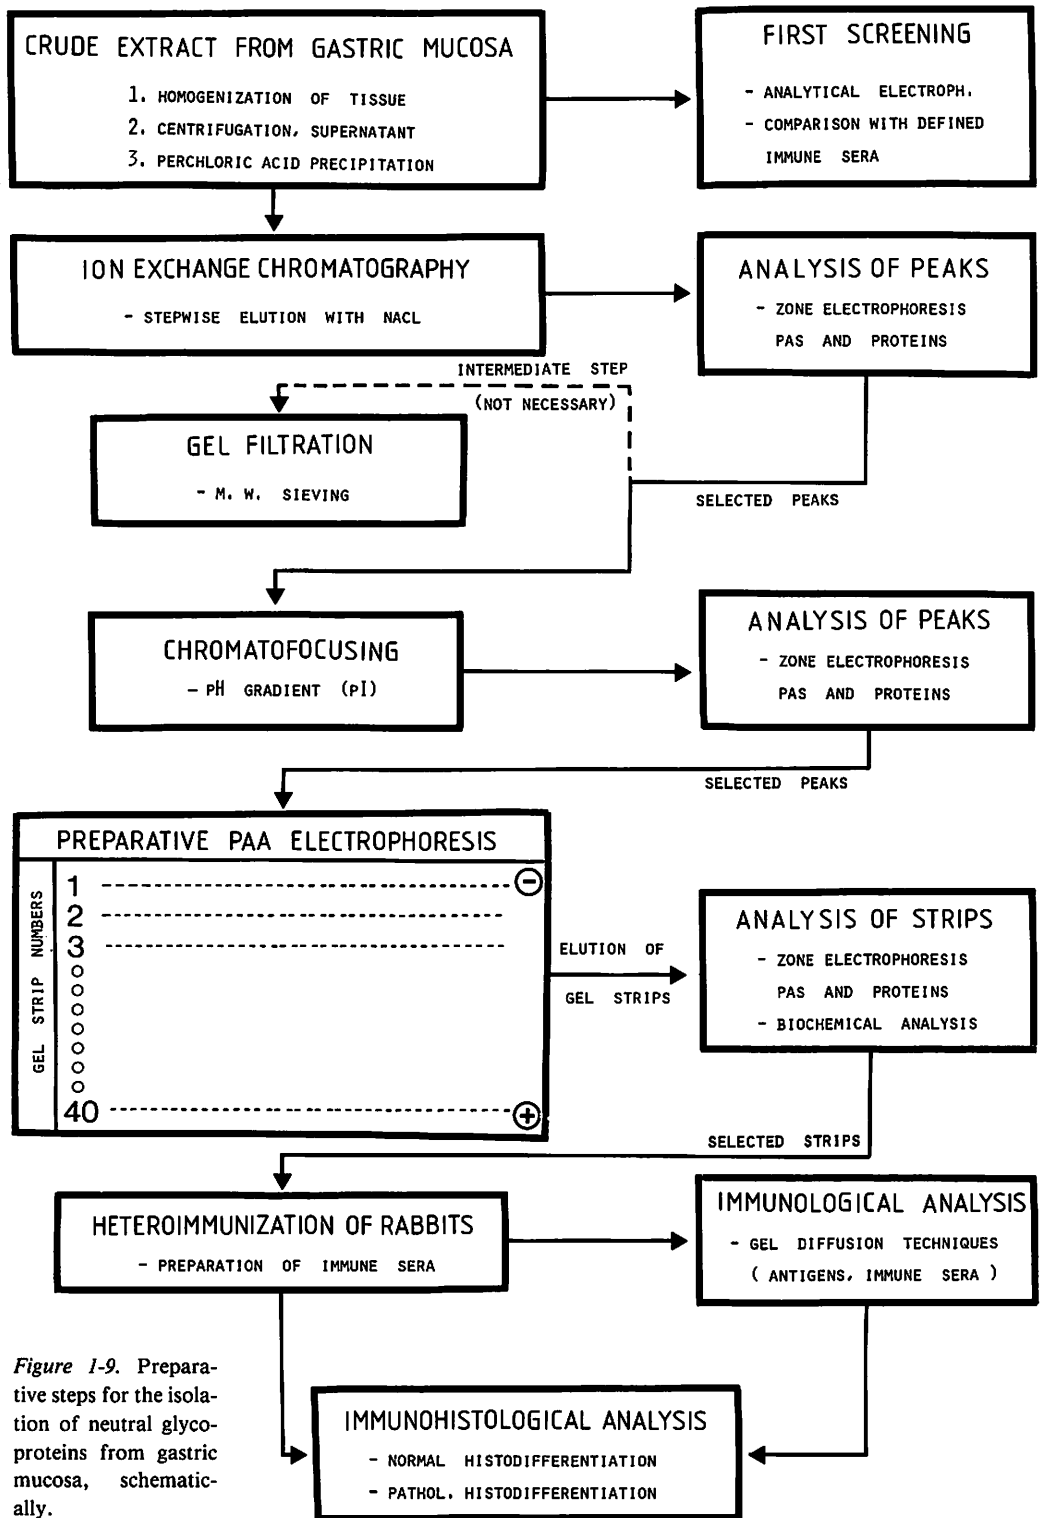 CRUDE EXTRACT FROM GASTRIC MUCOSA
1. HOMOGENIZATION OF TISSUE
2. CENTRIFUGATION, SUPERNATANT
3. PERCHLORIC ACID PRECIPITATION
FIRST SCREENING
- ANALYTICAL ELECTROPH.
- COMPARISON WITH DEFINED
IMMUNE SERA
ION EXCHANGE CHROMATOGRAPHY
- STEPWISE ELUTION WITH NACL
ANALYSIS OF PEAKS
- ZONE ELECTROPHORESIS
PAS AND PROTEINS
INTERMEDIATE STEP
(NOT NECESSARY)
GEL FILTRATION
- M. W. SIEVING
SELECTED PEAKS
CHROMATOFOCUSING
- PH GRADIENT (PI)
ANALYSIS OF PEAKS
- ZONE ELECTROPHORESIS
PAS AND PROTEINS
SELECTED PEAKS
PREPARATIVE PAA ELECTROPHORESIS
GEL STRIP NUMBERS
1 -
2
3
40 +
ELUTION OF
GEL STRIPS
ANALYSIS OF STRIPS
- ZONE ELECTROPHORESIS
PAS AND PROTEINS
- BIOCHEMICAL ANALYSIS
SELECTED STRIPS
HETEROIMMUNIZATION OF RABBITS
- PREPARATION OF IMMUNE SERA
IMMUNOLOGICAL ANALYSIS
- GEL DIFFUSION TECHNIQUES
( ANTIGENS, IMMUNE SERA )
IMMUNOHISTOLOGICAL ANALYSIS
- NORMAL HISTODIFFERENTIATION
- PATHOL. HISTODIFFERENTIATION
Figure 1-9. Prepara-
tive steps for the isola-
tion of neutral glyco-
proteins from gastric
mucosa, schematic-
ally.